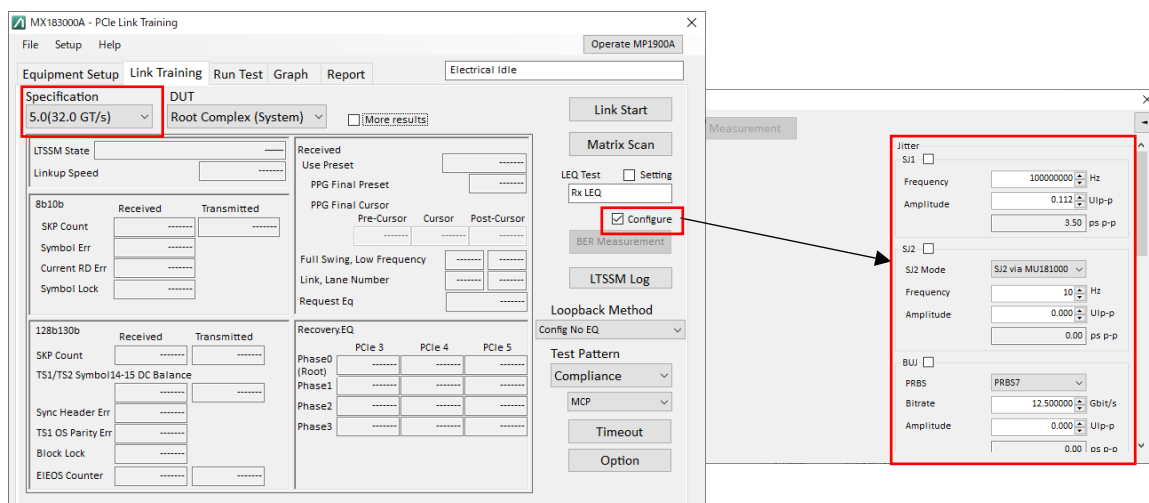 MX183000A - PCIe Link Training
File Setup Help
Operate MP1900A
Equipment Setup Link Training Run Test Graph Report
Electrical Idle
Specification
5.0(32.0 GT/s)
DUT
Root Complex (System)
More results
Link Start
Matrix Scan
LEQ Test
Setting
Rx LEQ
Configure
BER Measurement
LTSSM Log
Loopback Method
Config No EQ
Test Pattern
Compliance
MCP
Timeout
Option
LTSSM State -----
Linkup Speed -------
8b10b
Received Transmitted
SKP Count ------- -------
Symbol Err -------
Current RD Err -------
Symbol Lock -------
128b130b
Received Transmitted
SKP Count ------- -------
TS1/TS2 Symbol14-15 DC Balance
------- -------
Sync Header Err -------
TS1 OS Parity Err -------
Block Lock -------
EIEOS Counter ------- -------
Received
Use Preset -------
PPG Final Preset -------
PPG Final Cursor
Pre-Cursor Cursor Post-Cursor
------- ------- -------
Full Swing, Low Frequency ------- -------
Link, Lane Number ------- -------
Request Eq -------
Recovery.EQ
PCIe 3 PCIe 4 PCIe 5
Phase0 ------- ------- -------
(Root)
Phase1 ------- ------- -------
Phase2 ------- ------- -------
Phase3 ------- ------- -------
Measurement
Jitter
SJ1
Frequency 100000000 Hz
Amplitude 0.112 UIp-p
3.50 ps p-p
SJ2
SJ2 Mode SJ2 via MU181000
Frequency 10 Hz
Amplitude 0.000 UIp-p
0.00 ps p-p
BUJ
PRBS PRBS7
Bitrate 12.500000 Gbit/s
Amplitude 0.000 UIp-p
0.00 ps p-p